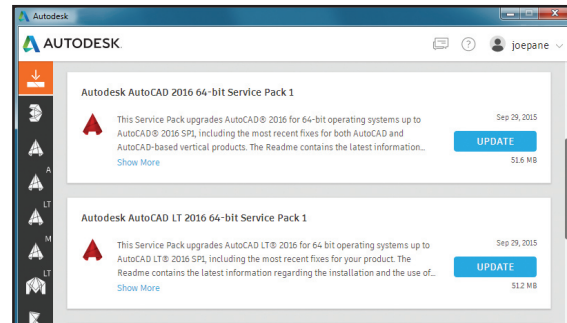 Autodesk
AUTODESK.
joepane
Autodesk AutoCAD 2016 64-bit Service Pack 1
This Service Pack upgrades AutoCAD® 2016 for 64-bit operating systems up to
AutoCAD® 2016 SP1, including the most recent fixes for both AutoCAD and
AutoCAD-based vertical products. The Readme contains the latest information...
Show More
Sep 29, 2015
UPDATE
51.6 MB
A
LT
M
LT
Autodesk AutoCAD LT 2016 64-bit Service Pack 1
This Service Pack upgrades AutoCAD LT® 2016 for 64 bit operating systems up to
AutoCAD LT® 2016 SP1, including the most recent fixes for your product. The
Readme contains the latest information regarding the installation and the use of...
Show More
Sep 29, 2015
UPDATE
51.2 MB